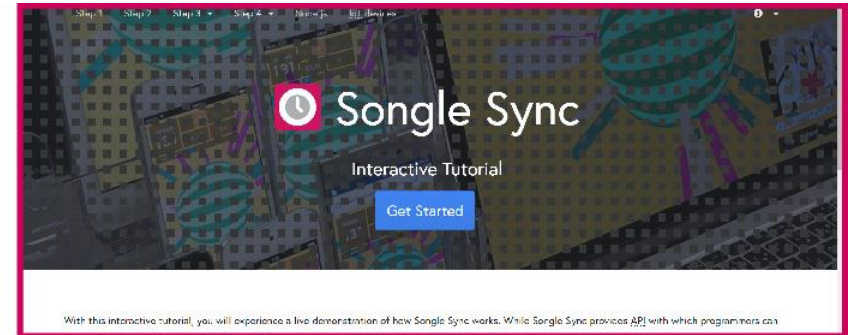 Step 1 Step 2 Step 3 Step 4 Node.js IoT devices
Songle Sync
Interactive Tutorial
Get Started
With this interactive tutorial, you will experience a live demonstration of how Songle Sync works. While Songle Sync provides API with which programmers can